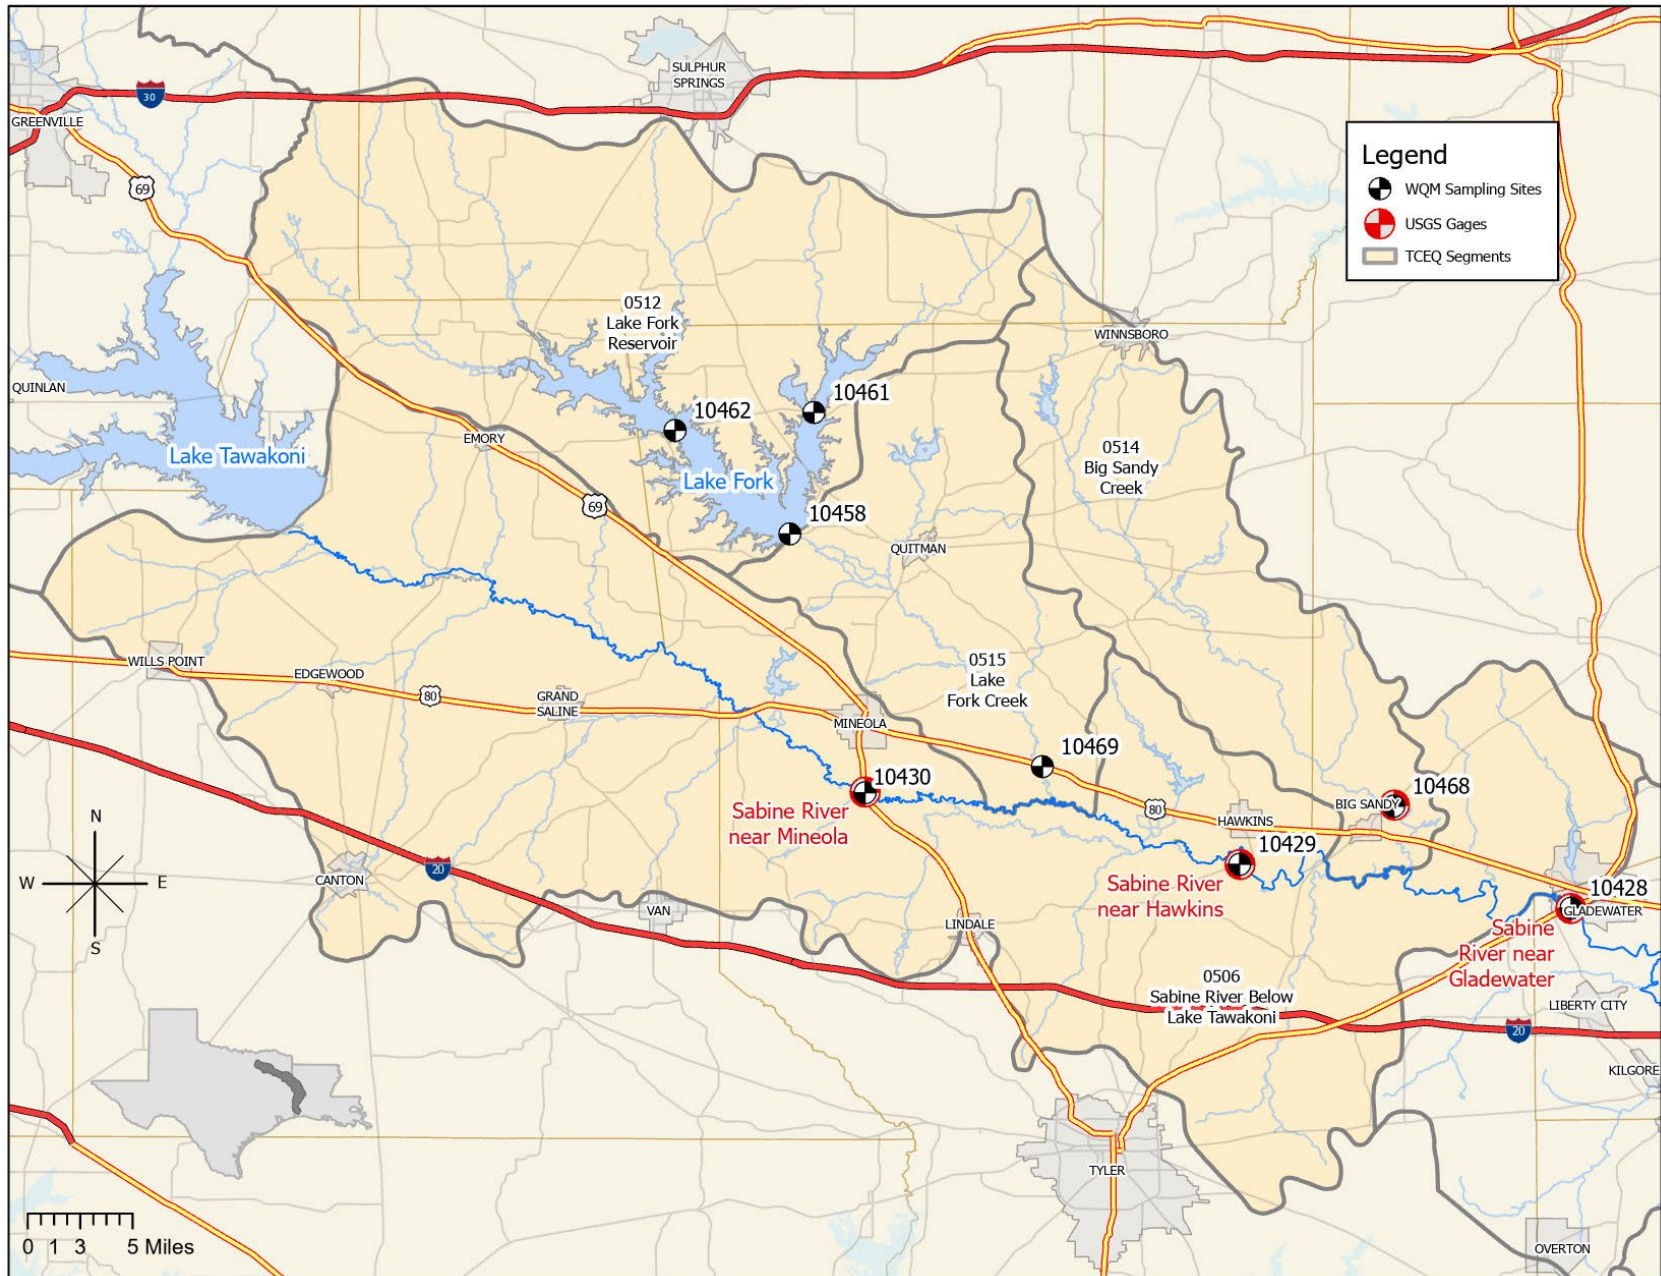 SULPHUR
SPRINGS
30
GREENVILLE
69
Legend
WQM Sampling Sites
USGS Gages
TCEQ Segments
0512
Lake Fork
Reservoir
WINNSBORO
QUINLAN
10461
10462
EMORY
Lake Tawakoni
0514
Big Sandy
Creek
Lake Fork
69
10458
QUITMAN
WILLS POINT
EDGEWOOD
80
GRAND
SALINE
0515
Lake
Fork Creek
MINEOLA
10469
10430
10468
Sabine River
near Mineola
80
BIG SANDY
HAWKINS
10429
N
W
E
S
CANTON
20
Sabine River
near Hawkins
10428
GLADEWATER
VAN
LINDALE
Sabine
River near
Gladewater
0506
Sabine River Below
Lake Tawakoni
LIBERTY CITY
20
KILGORE
TYLER
0 1 3 5 Miles
OVERTON